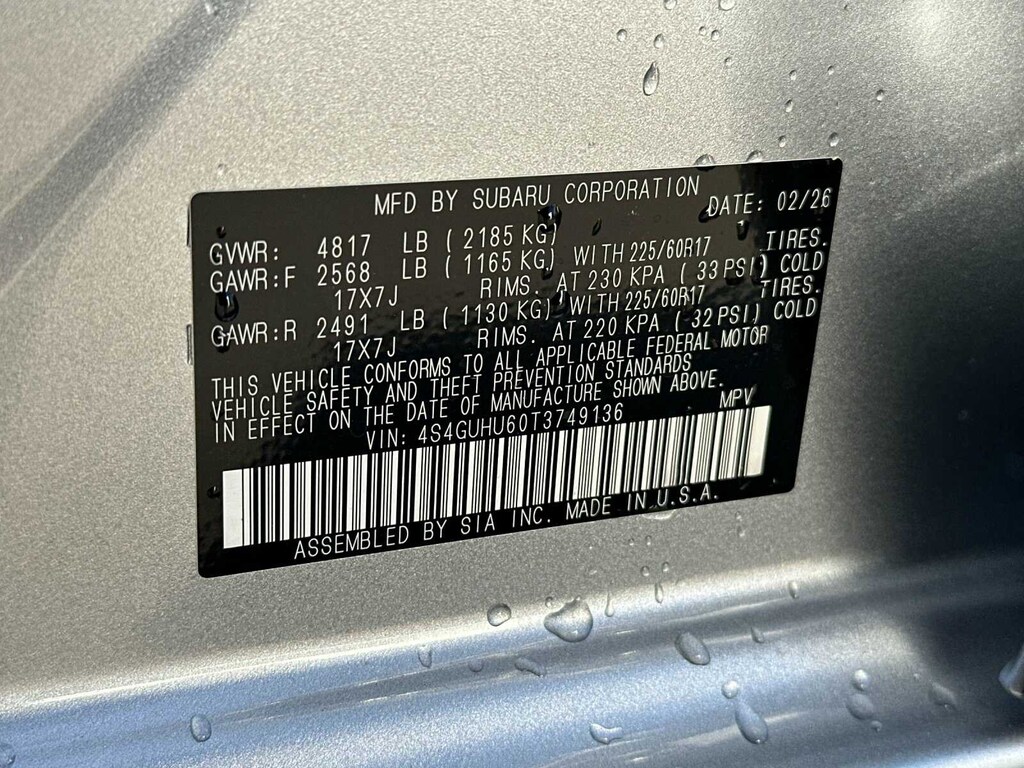 MFD BY SUBARU CORPORATION DATE: 02/26
GVWR: 4817 LB ( 2185 KG)
GAWR:F 2568 LB ( 1165 KG) WITH 225/60R17 TIRES.
17X7J RIMS. AT 230 KPA ( 33 PSI) COLD
GAWR:R 2491 LB ( 1130 KG) WITH 225/60R17 TIRES.
17X7J RIMS. AT 220 KPA ( 32 PSI) COLD
THIS VEHICLE CONFORMS TO ALL APPLICABLE FEDERAL MOTOR
VEHICLE SAFETY AND THEFT PREVENTION STANDARDS
IN EFFECT ON THE DATE OF MANUFACTURE SHOWN ABOVE.
VIN: 4S4GUHU60T3749136 MPV
ASSEMBLED BY SIA INC. MADE IN U.S.A.